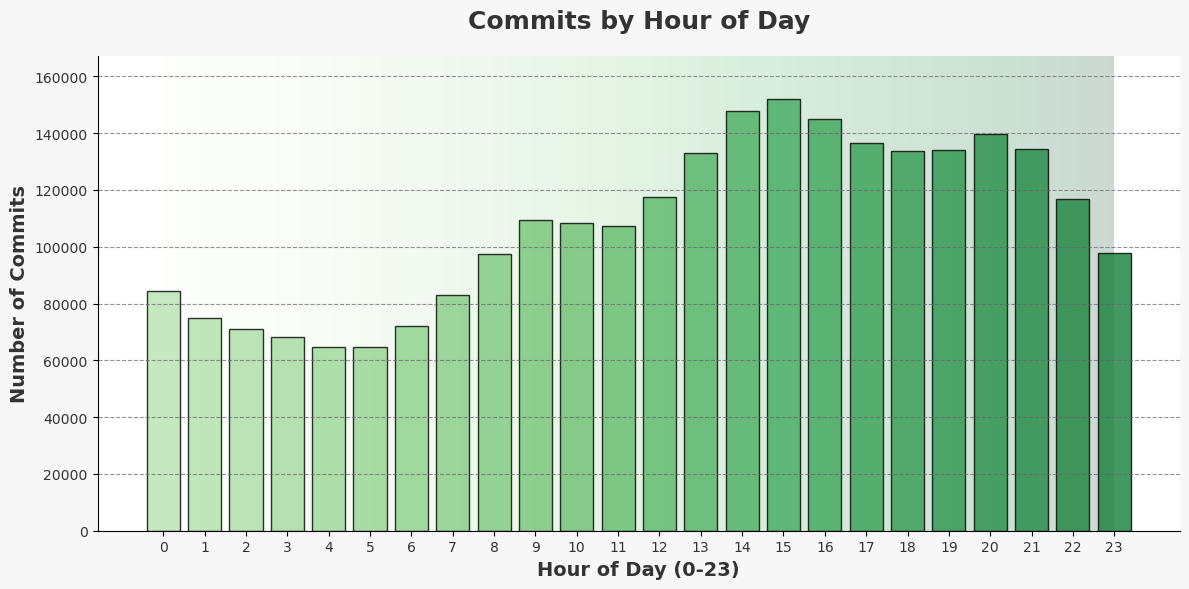 Commits by Hour of Day
Number of Commits
160000
140000
120000
100000
80000
60000
40000
20000
0
0 1 2 3 4 5 6 7 8 9 10 11 12 13 14 15 16 17 18 19 20 21 22 23
Hour of Day (0-23)